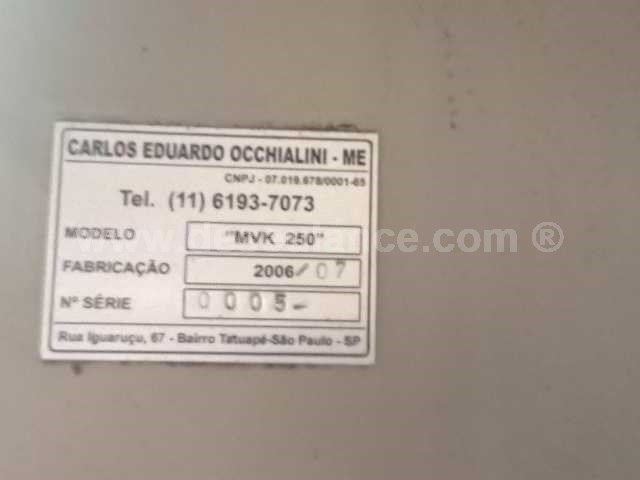 CARLOS EDUARDO OCCHIALINI - ME
CNPJ - 07.019.678/0001-65
Tel. (11) 6193-7073
MODELO "MVK 250"
FABRICAÇÃO 2006/07
Nº SÉRIE 0005-
Rua Iguaruçu, 67 - Bairro Tatuapé-São Paulo - SP